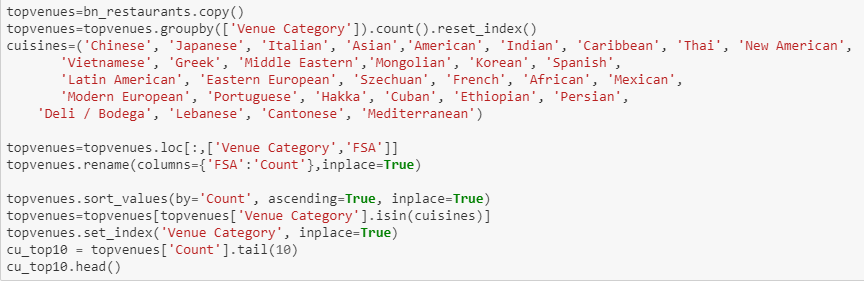 topvenues=bn_restaurants.copy()
topvenues=topvenues.groupby(['Venue Category']).count().reset_index()
cuisines=('Chinese', 'Japanese', 'Italian', 'Asian','American', 'Indian', 'Caribbean', 'Thai', 'New American',
'Vietnamese', 'Greek', 'Middle Eastern','Mongolian', 'Korean', 'Spanish',
'Latin American', 'Eastern European', 'Szechuan', 'French', 'African', 'Mexican',
'Modern European', 'Portuguese', 'Hakka', 'Cuban', 'Ethiopian', 'Persian',
'Deli / Bodega', 'Lebanese', 'Cantonese', 'Mediterranean')
topvenues=topvenues.loc[:,['Venue Category','FSA']]
topvenues.rename(columns={'FSA':'Count'},inplace=True)
topvenues.sort_values(by='Count', ascending=True, inplace=True)
topvenues=topvenues[topvenues['Venue Category'].isin(cuisines)]
topvenues.set_index('Venue Category', inplace=True)
cu_top10 = topvenues['Count'].tail(10)
cu_top10.head()